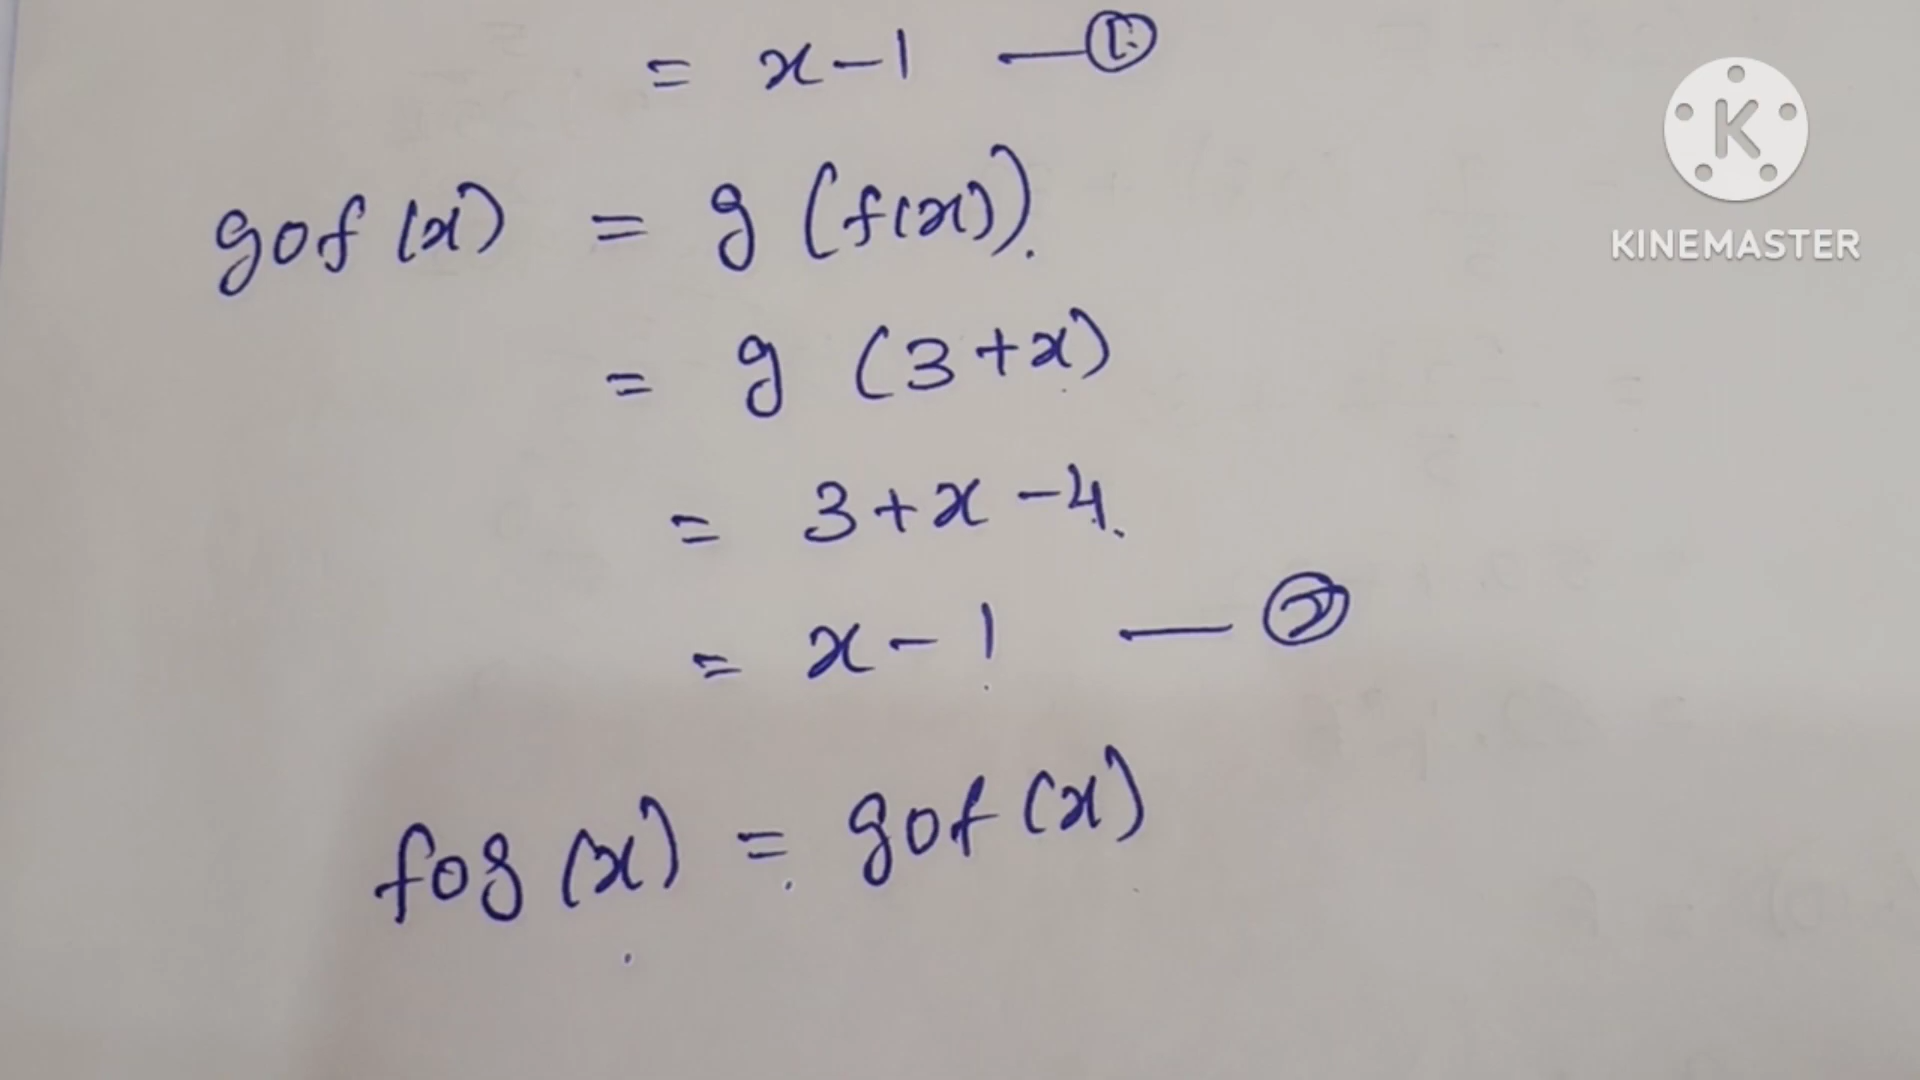 = x - 1 — ①
K
gof (x) = g (f(x)).
KINEMASTER
= g (3 + x)
= 3 + x - 4.
= x - 1 — ②
fog (x) = gof (x)